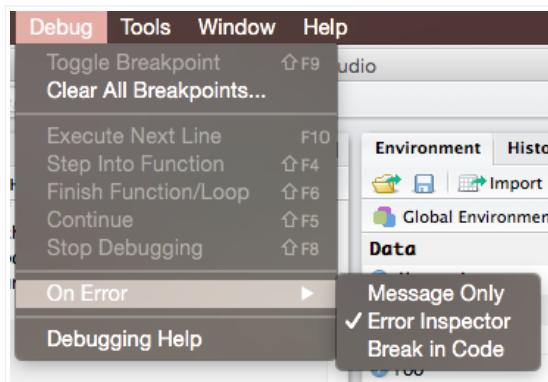 Debug Tools Window Help
Toggle Breakpoint ⇧F9
udio
Clear All Breakpoints...
Execute Next Line F10
Environment Histo
Step Into Function ⇧F4
Import
Finish Function/Loop ⇧F6
Continue ⇧F5
Global Environmen
Stop Debugging ⇧F8
Data
On Error ▶
Message Only
✓ Error Inspector
Debugging Help
Break in Code